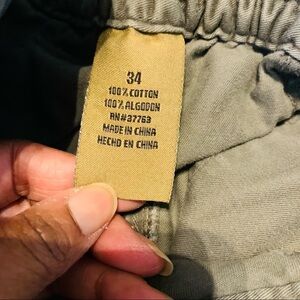 34
100% COTTON
100% ALGODON
RN#37763
MADE IN CHINA
HECHO EN CHINA